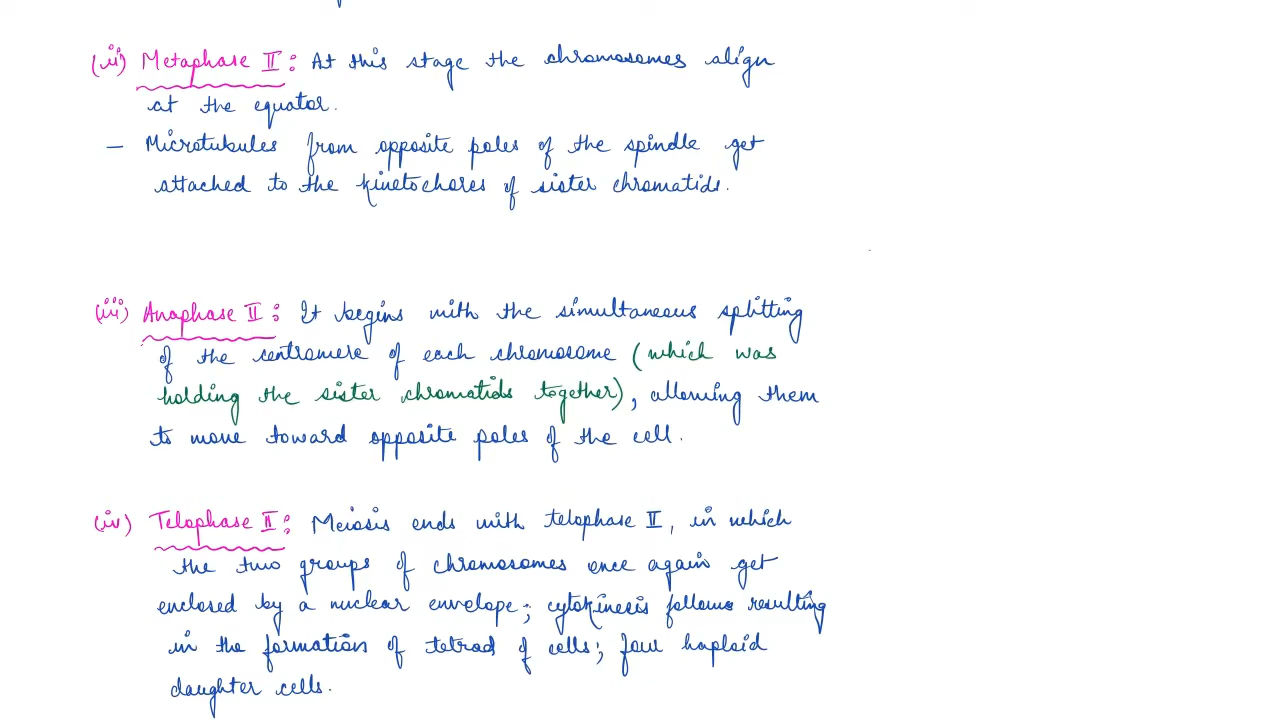 (ii) Metaphase II: At this stage the chromosomes align
at the equator.
– Microtubules from opposite poles of the spindle get
attached to the kinetochores of sister chromatids.
(iii) Anaphase II: It begins with the simultaneous splitting
of the centromere of each chromosome (which was
holding the sister chromatids together), allowing them
to move toward opposite poles of the cell.
(iv) Telophase II: Meiosis ends with telophase II, in which
the two groups of chromosomes once again get
enclosed by a nuclear envelope; cytokinesis follows resulting
in the formation of tetrad of cells; four haploid
daughter cells.